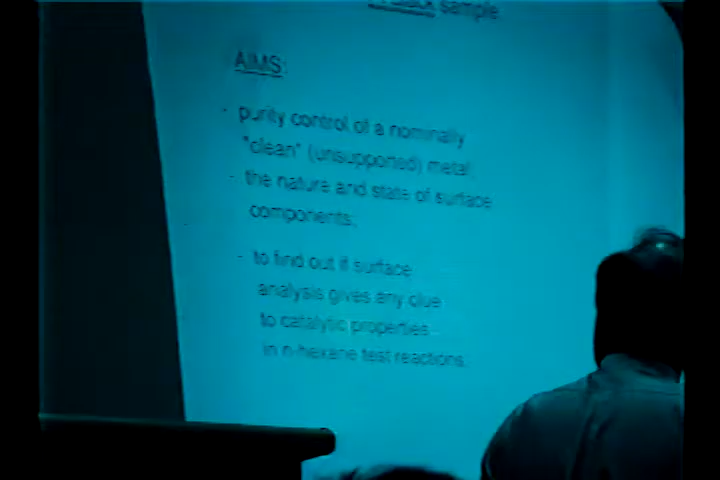 black sample
AIMS:
- purity control of a nominally
"clean" (unsupported) metal;
- the nature and state of surface
components;
- to find out if surface
analysis gives any clue
to catalytic properties
in n-hexane test reactions.